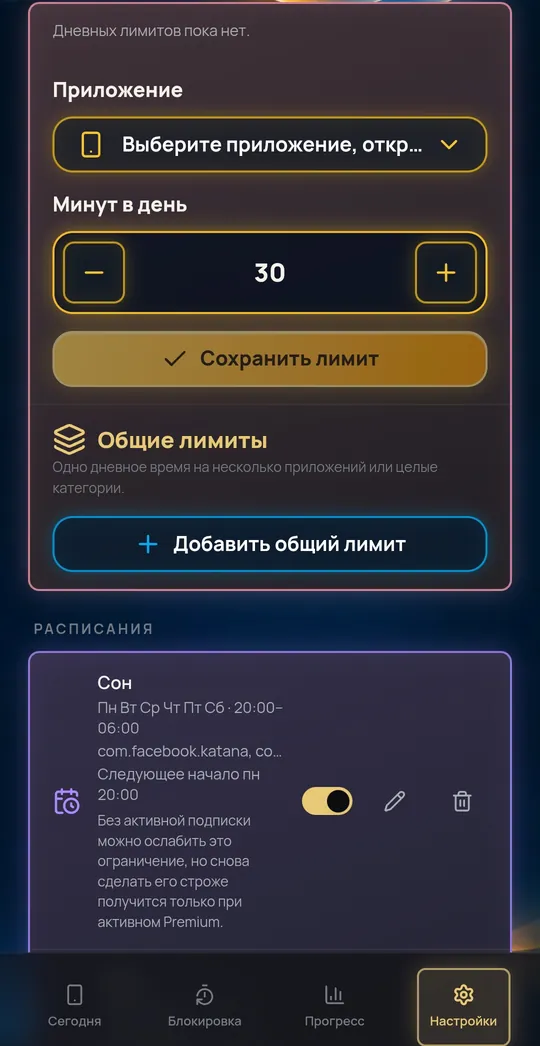 Дневных лимитов пока нет.
Приложение
Выберите приложение, откр...
Минут в день
30
Сохранить лимит
Общие лимиты
Одно дневное время на несколько приложений или целые
категории.
Добавить общий лимит
РАСПИСАНИЯ
Сон
Пн Вт Ср Чт Пт Сб · 20:00–
06:00
com.facebook.katana, co...
Следующее начало пн
20:00
Без активной подписки
можно ослабить это
ограничение, но снова
сделать его строже
получится только при
активном Premium.
Сегодня
Блокировка
Прогресс
Настройки